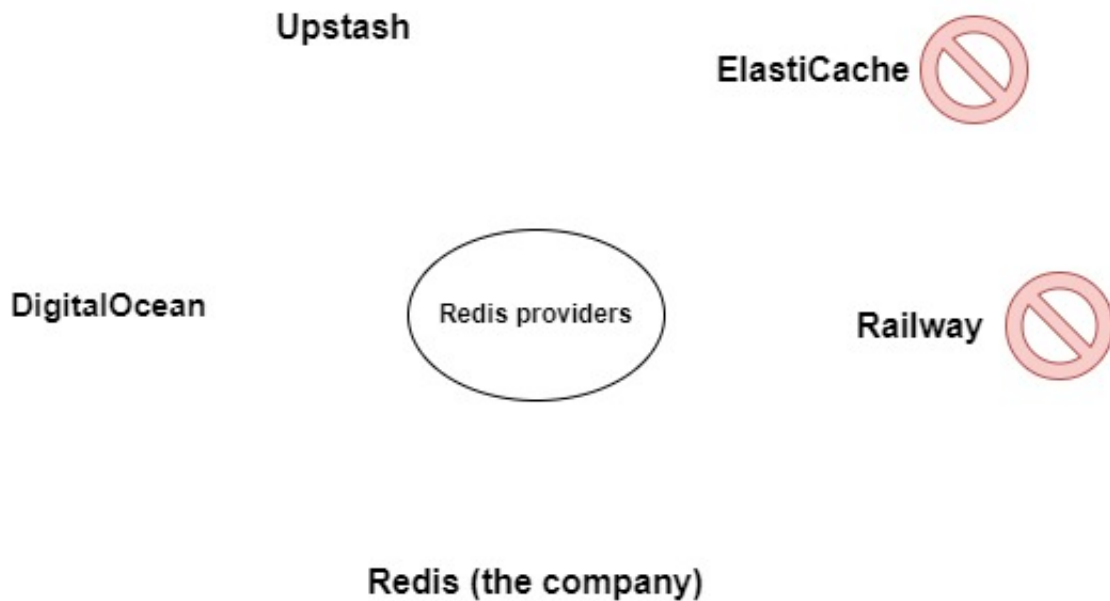 Upstash
ElastiCache
DigitalOcean
Redis providers
Railway
Redis (the company)